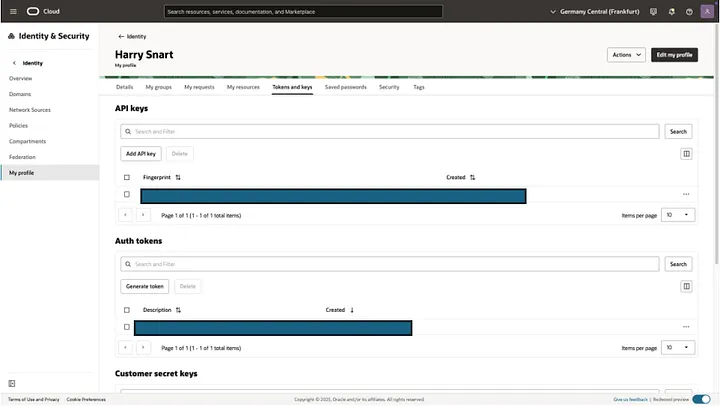 Cloud
Search resources, services, documentation, and Marketplace
Germany Central (Frankfurt)
A
Identity & Security
Identity
Overview
Domains
Network Sources
Policies
Compartments
Federation
My profile
Identity
Harry Snart
My profile
Actions
Edit my profile
Details My groups My requests My resources Tokens and keys Saved passwords Security Tags
API keys
Search and Filter
Search
Add API key Delete
Fingerprint Created
Page 1 of 1 (1 - 1 of 1 total items)
Items per page 10
Auth tokens
Search and Filter
Search
Generate token Delete
Description Created
Page 1 of 1 (1 - 1 of 1 total items)
Items per page 10
Customer secret keys
Terms of Use and Privacy Cookie Preferences
Copyright © 2025, Oracle and/or its affiliates. All rights reserved.
Give us feedback | Redwood preview